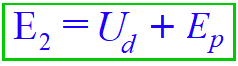 E₂ = U_d + E_p